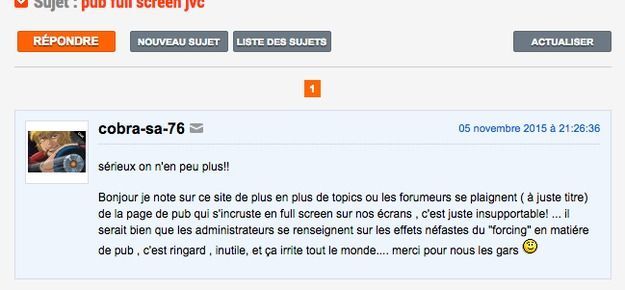 Sujet : pub full screen jvc
RÉPONDRE NOUVEAU SUJET LISTE DES SUJETS ACTUALISER
1
cobra-sa-76 05 novembre 2015 à 21:26:36
sérieux on n'en peu plus!!
Bonjour je note sur ce site de plus en plus de topics ou les forumeurs se plaignent ( à juste titre)
de la page de pub qui s'incruste en full screen sur nos écrans , c'est juste insupportable! ... il
serait bien que les administrateurs se renseignent sur les effets néfastes du "forcing" en matiére
de pub , c'est ringard , inutile, et ça irrite tout le monde.... merci pour nous les gars